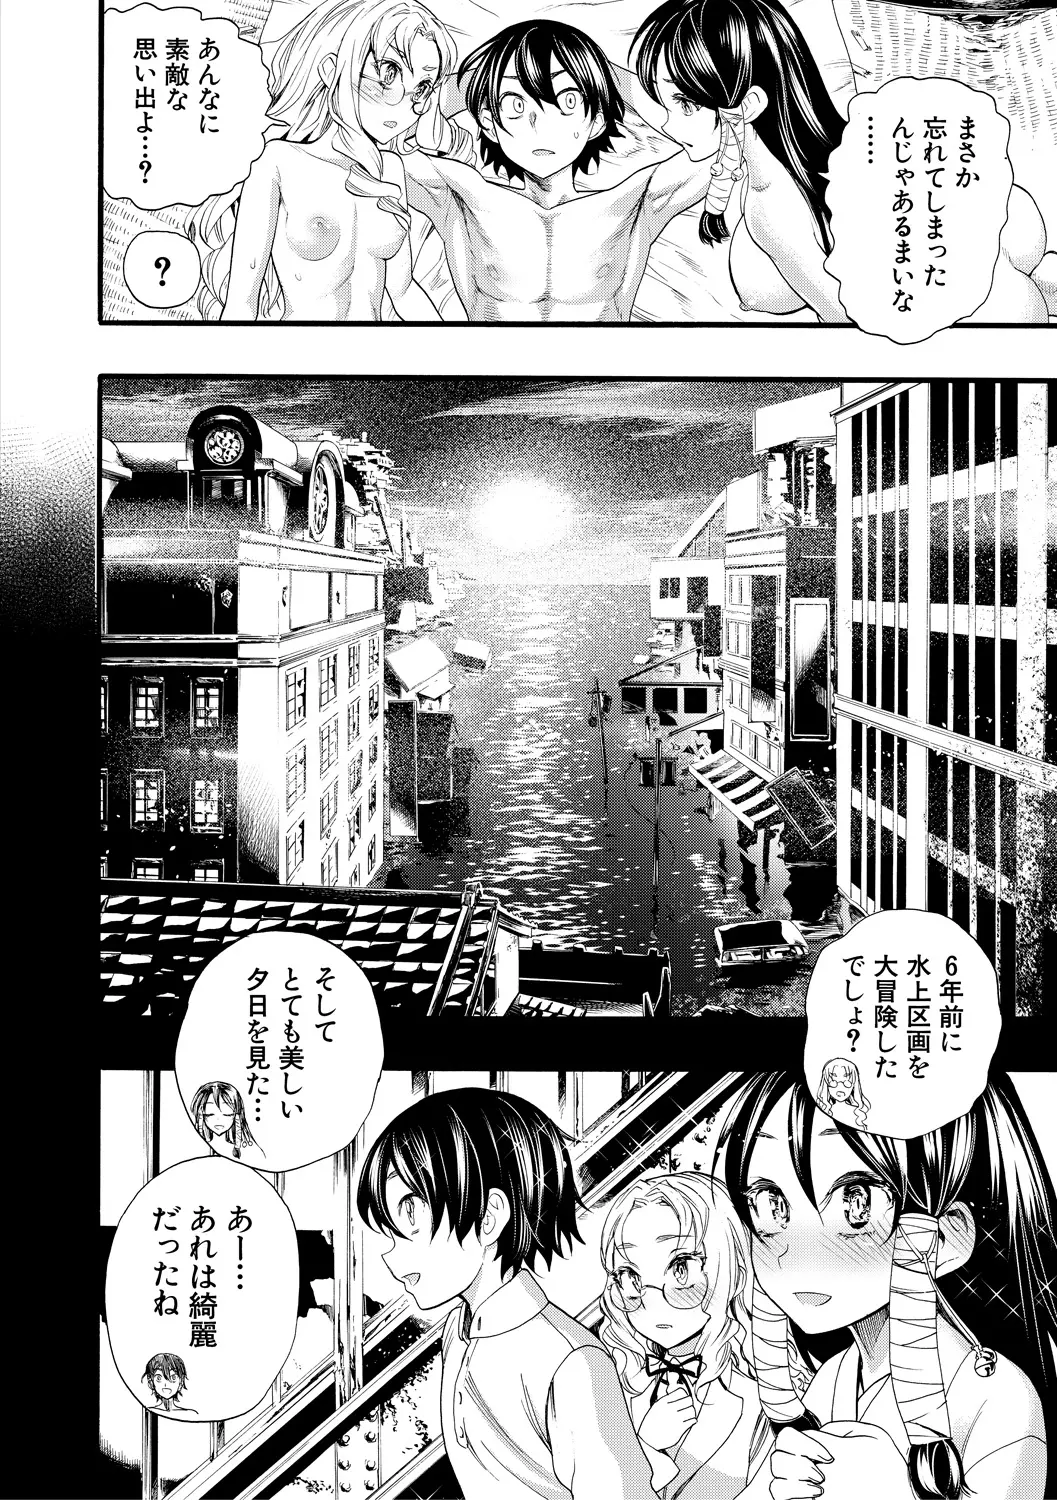 まさか
忘れてしまった
んじゃあるまいな
……
あんなに
素敵な
思い出よ…？
？
6年前に
水上区画を
大冒険した
でしょ？
そして
とても美しい
夕日を見た…
あー…
あれは綺麗
だったね